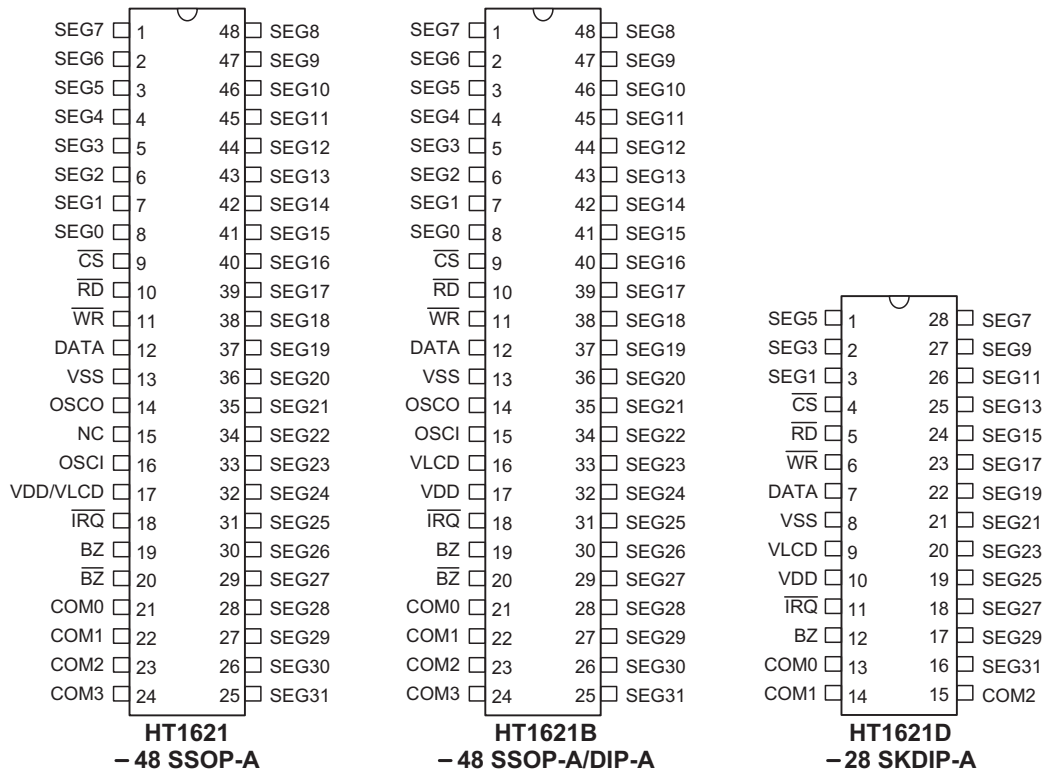 SEG7 1 48 SEG8
SEG6 2 47 SEG9
SEG5 3 46 SEG10
SEG4 4 45 SEG11
SEG3 5 44 SEG12
SEG2 6 43 SEG13
SEG1 7 42 SEG14
SEG0 8 41 SEG15
CS 9 40 SEG16
RD 10 39 SEG17
WR 11 38 SEG18
DATA 12 37 SEG19
VSS 13 36 SEG20
OSCO 14 35 SEG21
NC 15 34 SEG22
OSCI 16 33 SEG23
VDD/VLCD 17 32 SEG24
IRQ 18 31 SEG25
BZ 19 30 SEG26
BZ 20 29 SEG27
COM0 21 28 SEG28
COM1 22 27 SEG29
COM2 23 26 SEG30
COM3 24 25 SEG31
HT1621
– 48 SSOP-A
SEG7 1 48 SEG8
SEG6 2 47 SEG9
SEG5 3 46 SEG10
SEG4 4 45 SEG11
SEG3 5 44 SEG12
SEG2 6 43 SEG13
SEG1 7 42 SEG14
SEG0 8 41 SEG15
CS 9 40 SEG16
RD 10 39 SEG17
WR 11 38 SEG18
DATA 12 37 SEG19
VSS 13 36 SEG20
OSCO 14 35 SEG21
OSCI 15 34 SEG22
VLCD 16 33 SEG23
VDD 17 32 SEG24
IRQ 18 31 SEG25
BZ 19 30 SEG26
BZ 20 29 SEG27
COM0 21 28 SEG28
COM1 22 27 SEG29
COM2 23 26 SEG30
COM3 24 25 SEG31
HT1621B
– 48 SSOP-A/DIP-A
SEG5 1 28 SEG7
SEG3 2 27 SEG9
SEG1 3 26 SEG11
CS 4 25 SEG13
RD 5 24 SEG15
WR 6 23 SEG17
DATA 7 22 SEG19
VSS 8 21 SEG21
VLCD 9 20 SEG23
VDD 10 19 SEG25
IRQ 11 18 SEG27
BZ 12 17 SEG29
COM0 13 16 SEG31
COM1 14 15 COM2
HT1621D
– 28 SKDIP-A